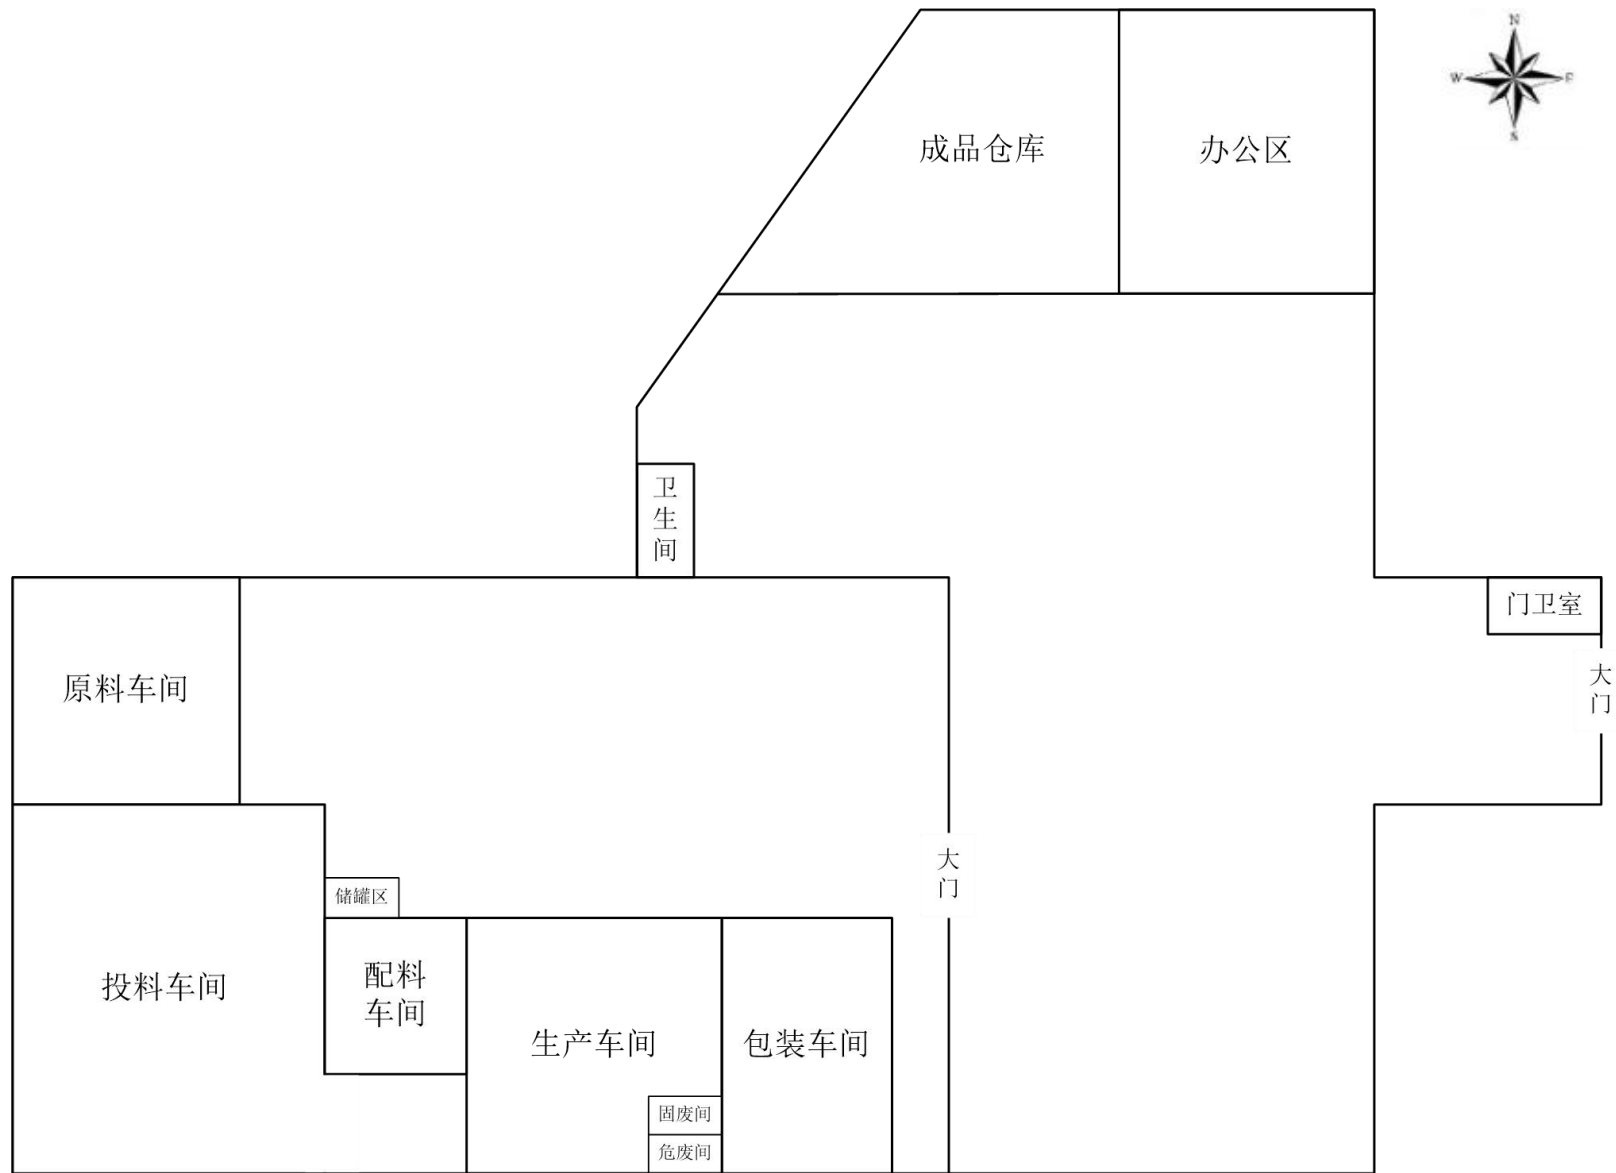 N
W
E
S
成品仓库
办公区
卫
生
间
门卫室
大
门
原料车间
大
门
储罐区
投料车间
配料
车间
生产车间
包装车间
固废间
危废间